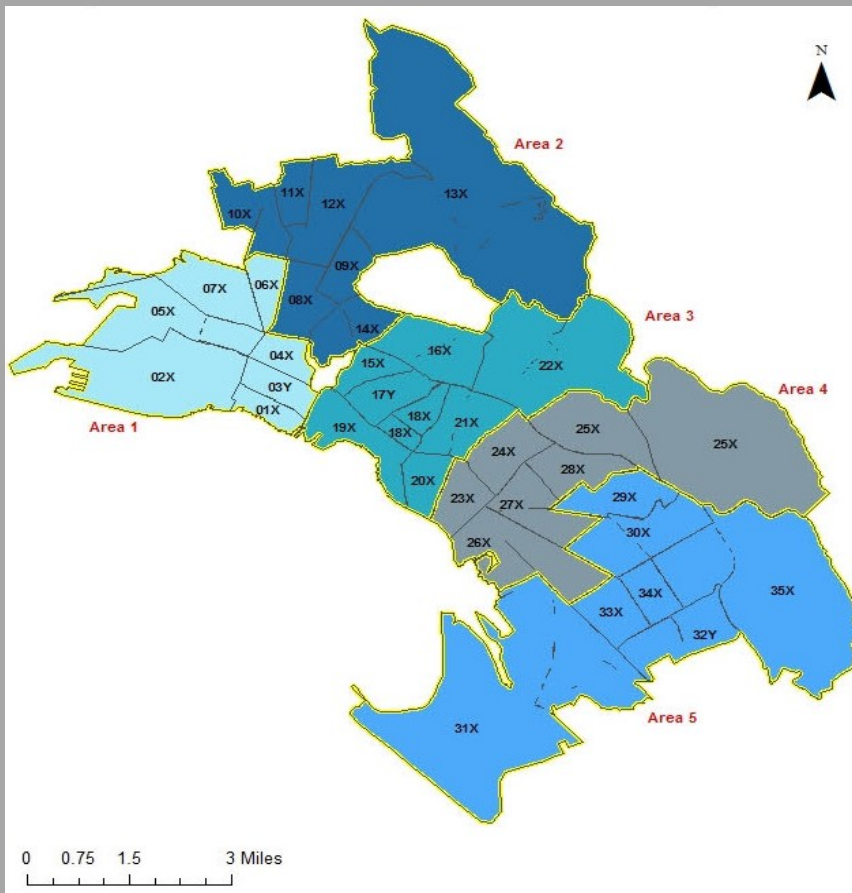 N
Area 2
11X
12X
13X
10X
09X
06X
07X
08X
05X
Area 3
14X
16X
04X
15X
22X
02X
03Y
17Y
Area 4
01X
18X
21X
25X
Area 1
19X
18X
25X
24X
28X
20X
29X
23X
27X
30X
26X
34X
35X
33X
32Y
Area 5
31X
0 0.75 1.5 3 Miles